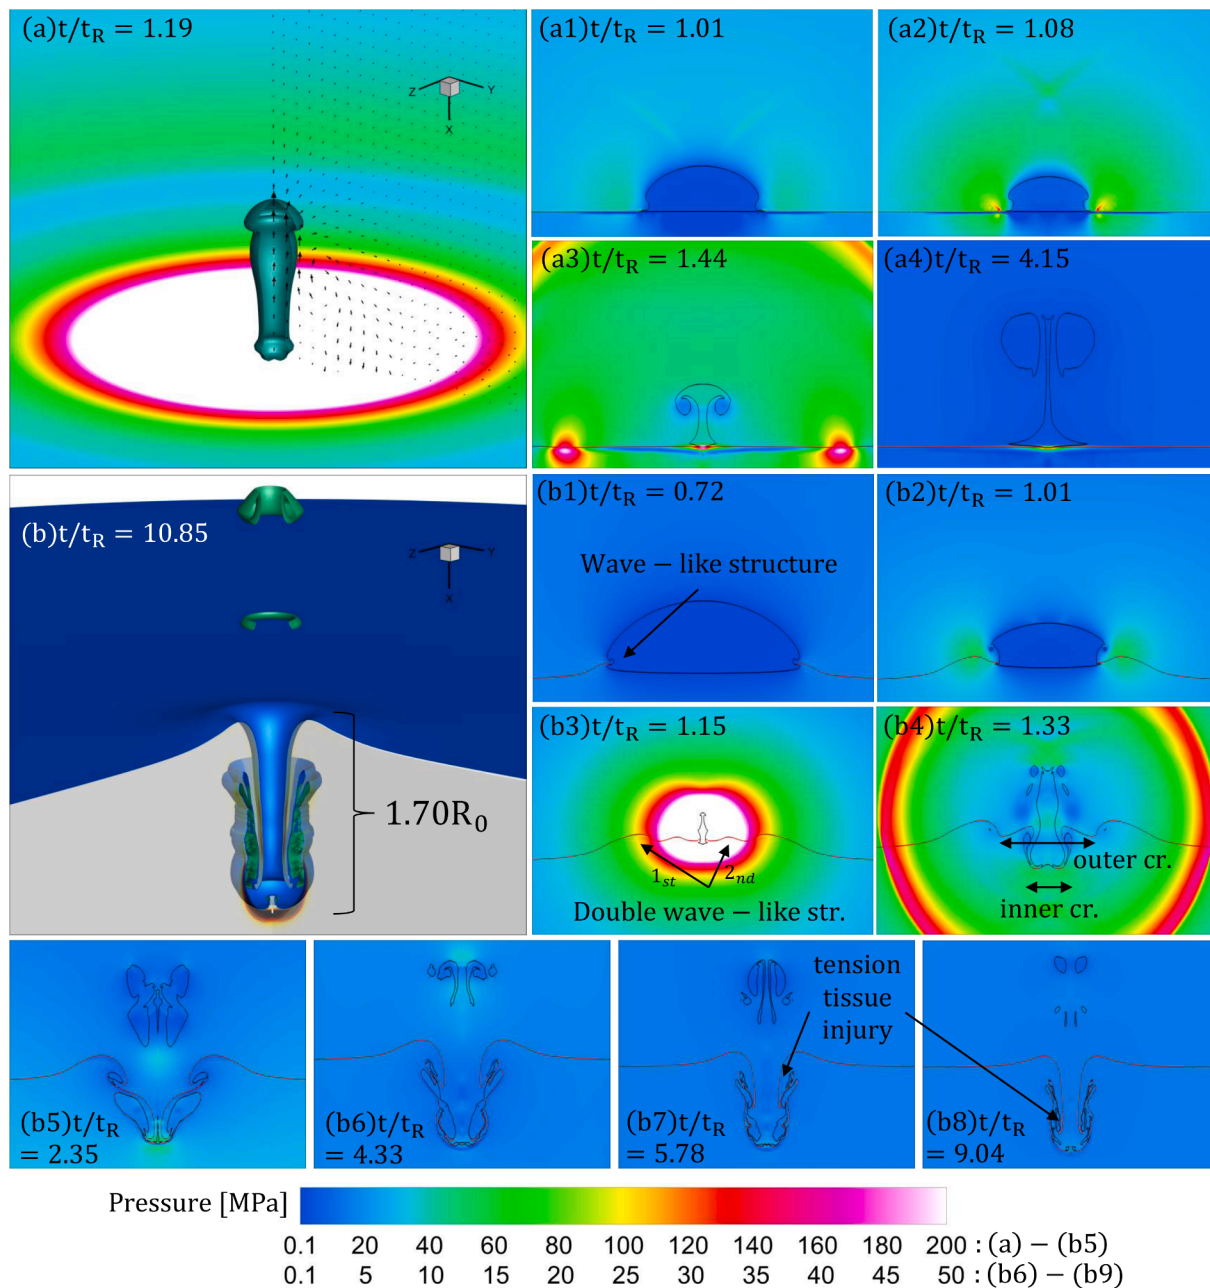 (a)t/tR = 1.19
Z Y
X
(a1)t/tR = 1.01
(a2)t/tR = 1.08
(a3)t/tR = 1.44
(a4)t/tR = 4.15
(b)t/tR = 10.85
Z Y
X
1.70R0
(b1)t/tR = 0.72
Wave − like structure
(b2)t/tR = 1.01
(b3)t/tR = 1.15
1st
2nd
Double wave − like str.
(b4)t/tR = 1.33
outer cr.
inner cr.
(b5)t/tR
= 2.35
(b6)t/tR
= 4.33
(b7)t/tR
= 5.78
tension
tissue
injury
(b8)t/tR
= 9.04
Pressure [MPa]
0.1 20 40 60 80 100 120 140 160 180 200 : (a) − (b5)
0.1 5 10 15 20 25 30 35 40 45 50 : (b6) − (b9)